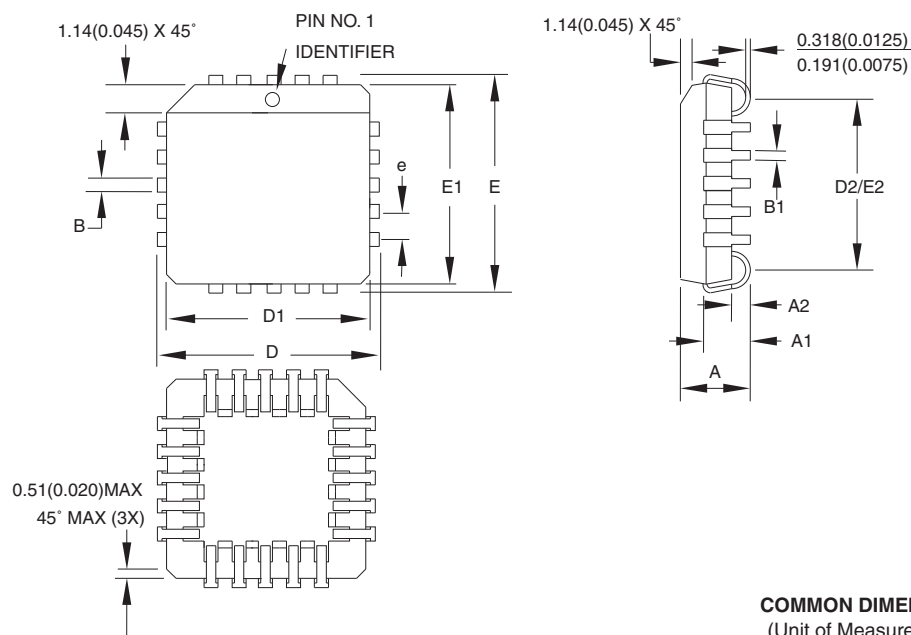 1.14(0.045) X 45˚
PIN NO. 1
IDENTIFIER
1.14(0.045) X 45˚
0.318(0.0125)
0.191(0.0075)
e
E1
E
B
D1
D
B1
D2/E2
A2
A1
A
0.51(0.020)MAX
45˚ MAX (3X)
COMMON DIME
(Unit of Measure